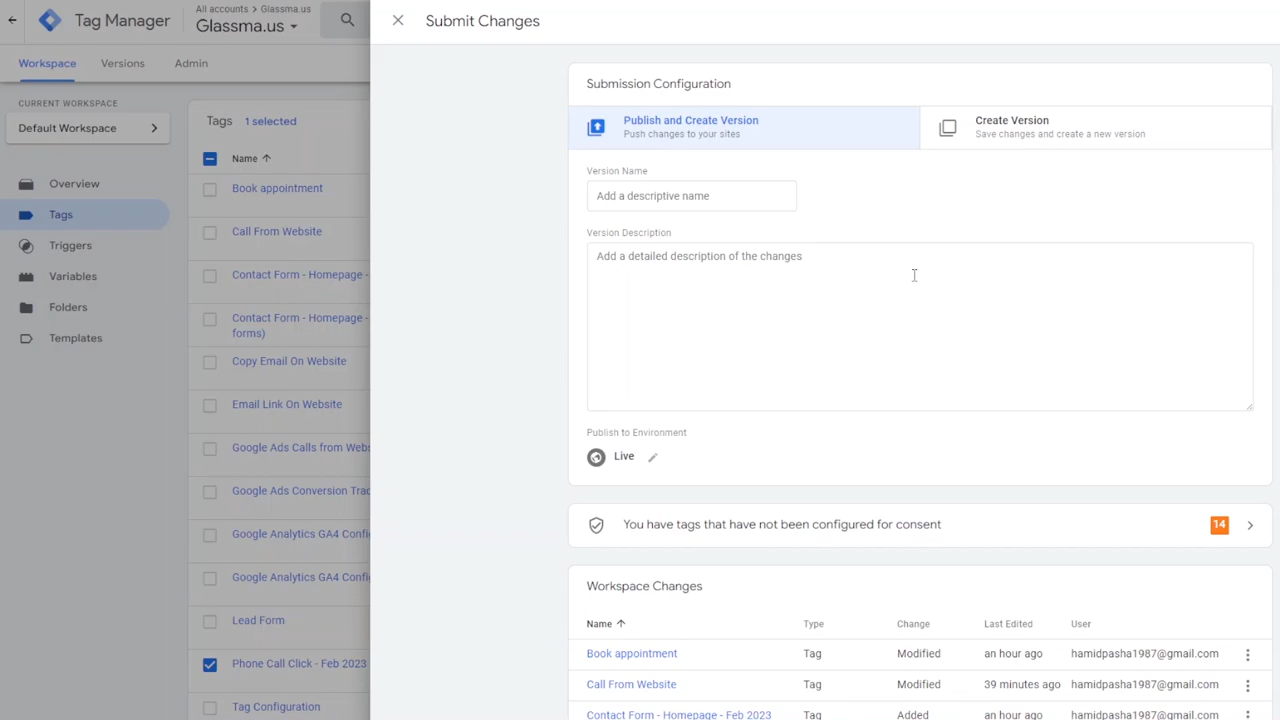 All accounts > Glassma.us
Tag Manager
Glassma.us
Submit Changes
Workspace
Versions
Admin
CURRENT WORKSPACE
Default Workspace
Overview
Tags
Triggers
Variables
Folders
Templates
Tags
1 selected
Name
Book appointment
Call From Website
Contact Form - Homepage -
Contact Form - Homepage -
forms)
Copy Email On Website
Email Link On Website
Google Ads Calls from Webs
Google Ads Conversion Trac
Google Analytics GA4 Confi
Google Analytics GA4 Confi
Lead Form
Phone Call Click - Feb 2023
Tag Configuration
Submission Configuration
Publish and Create Version
Push changes to your sites
Create Version
Save changes and create a new version
Version Name
Add a descriptive name
Version Description
Add a detailed description of the changes
Publish to Environment
Live
You have tags that have not been configured for consent
14
Workspace Changes
Name Type Change Last Edited User
Book appointment Tag Modified an hour ago hamidpasha1987@gmail.com
Call From Website Tag Modified 39 minutes ago hamidpasha1987@gmail.com
Contact Form - Homepage - Feb 2023 Tag Added an hour ago hamidpasha1987@gmail.com